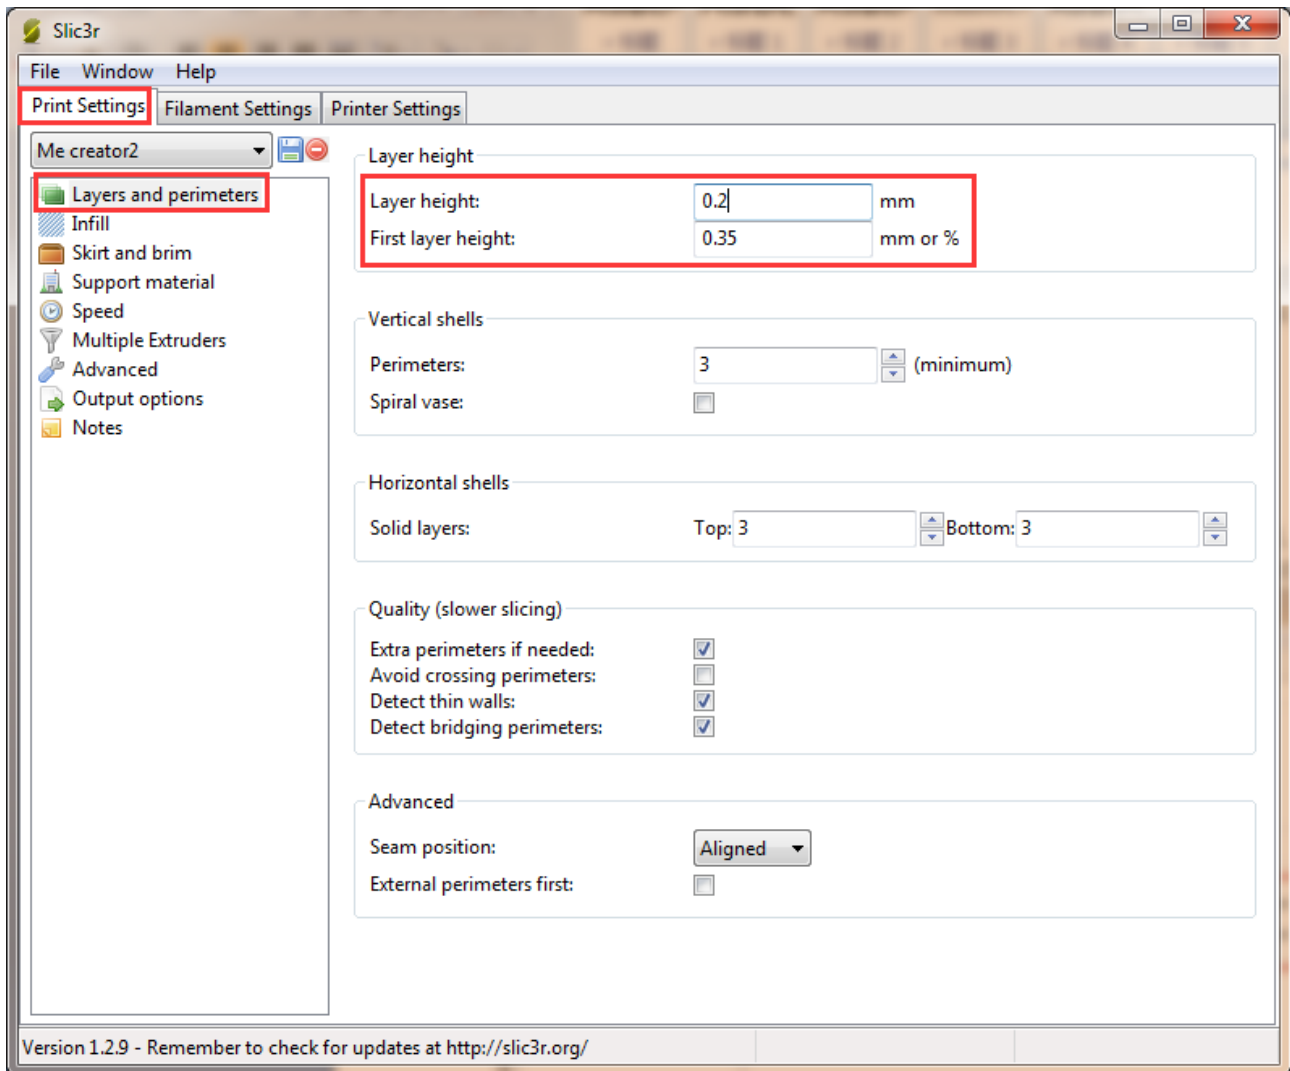 Slic3r
File Window Help
Print Settings Filament Settings Printer Settings
Me creator2
Layers and perimeters
Infill
Skirt and brim
Support material
Speed
Multiple Extruders
Advanced
Output options
Notes
Layer height
Layer height: 0.2 mm
First layer height: 0.35 mm or %
Vertical shells
Perimeters: 3 (minimum)
Spiral vase:
Horizontal shells
Solid layers: Top: 3 Bottom: 3
Quality (slower slicing)
Extra perimeters if needed:
Avoid crossing perimeters:
Detect thin walls:
Detect bridging perimeters:
Advanced
Seam position: Aligned
External perimeters first:
Version 1.2.9 - Remember to check for updates at http://slic3r.org/